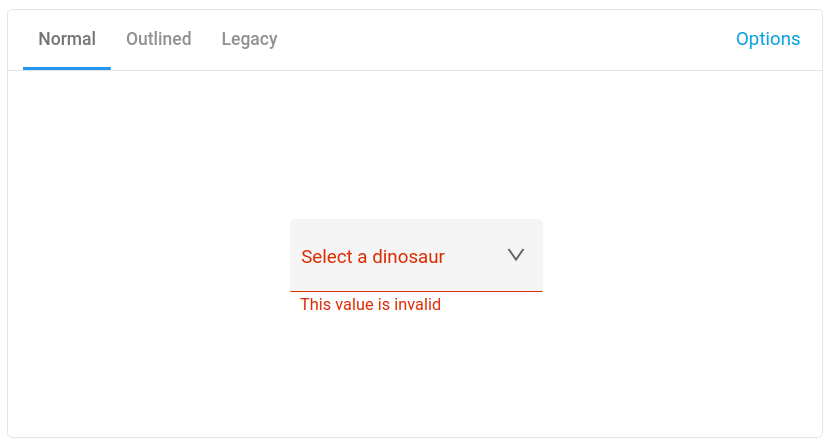 Normal Outlined Legacy Options
Select a dinosaur
This value is invalid